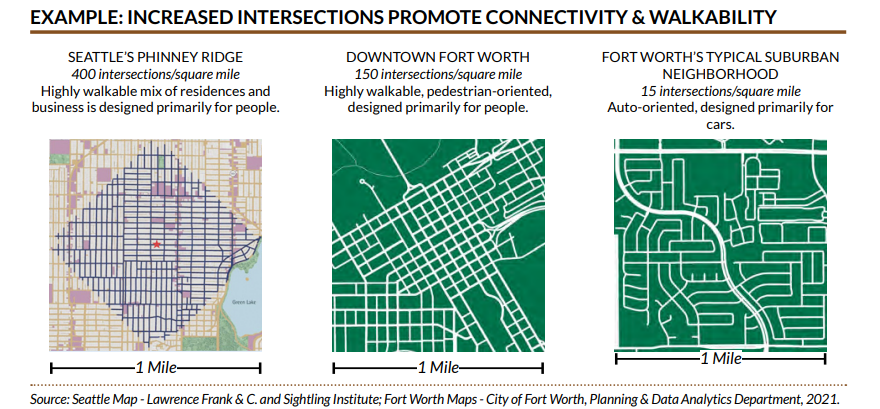 EXAMPLE: INCREASED INTERSECTIONS PROMOTE CONNECTIVITY & WALKABILITY
SEATTLE'S PHINNEY RIDGE
400 intersections/square mile
Highly walkable mix of residences and
business is designed primarily for people.
DOWNTOWN FORT WORTH
150 intersections/square mile
Highly walkable, pedestrian-oriented,
designed primarily for people.
FORT WORTH'S TYPICAL SUBURBAN
NEIGHBORHOOD
15 intersections/square mile
Auto-oriented, designed primarily for
cars.
Green Lake
1 Mile
1 Mile
1 Mile
Source: Seattle Map - Lawrence Frank & C. and Sightling Institute; Fort Worth Maps - City of Fort Worth, Planning & Data Analytics Department, 2021.